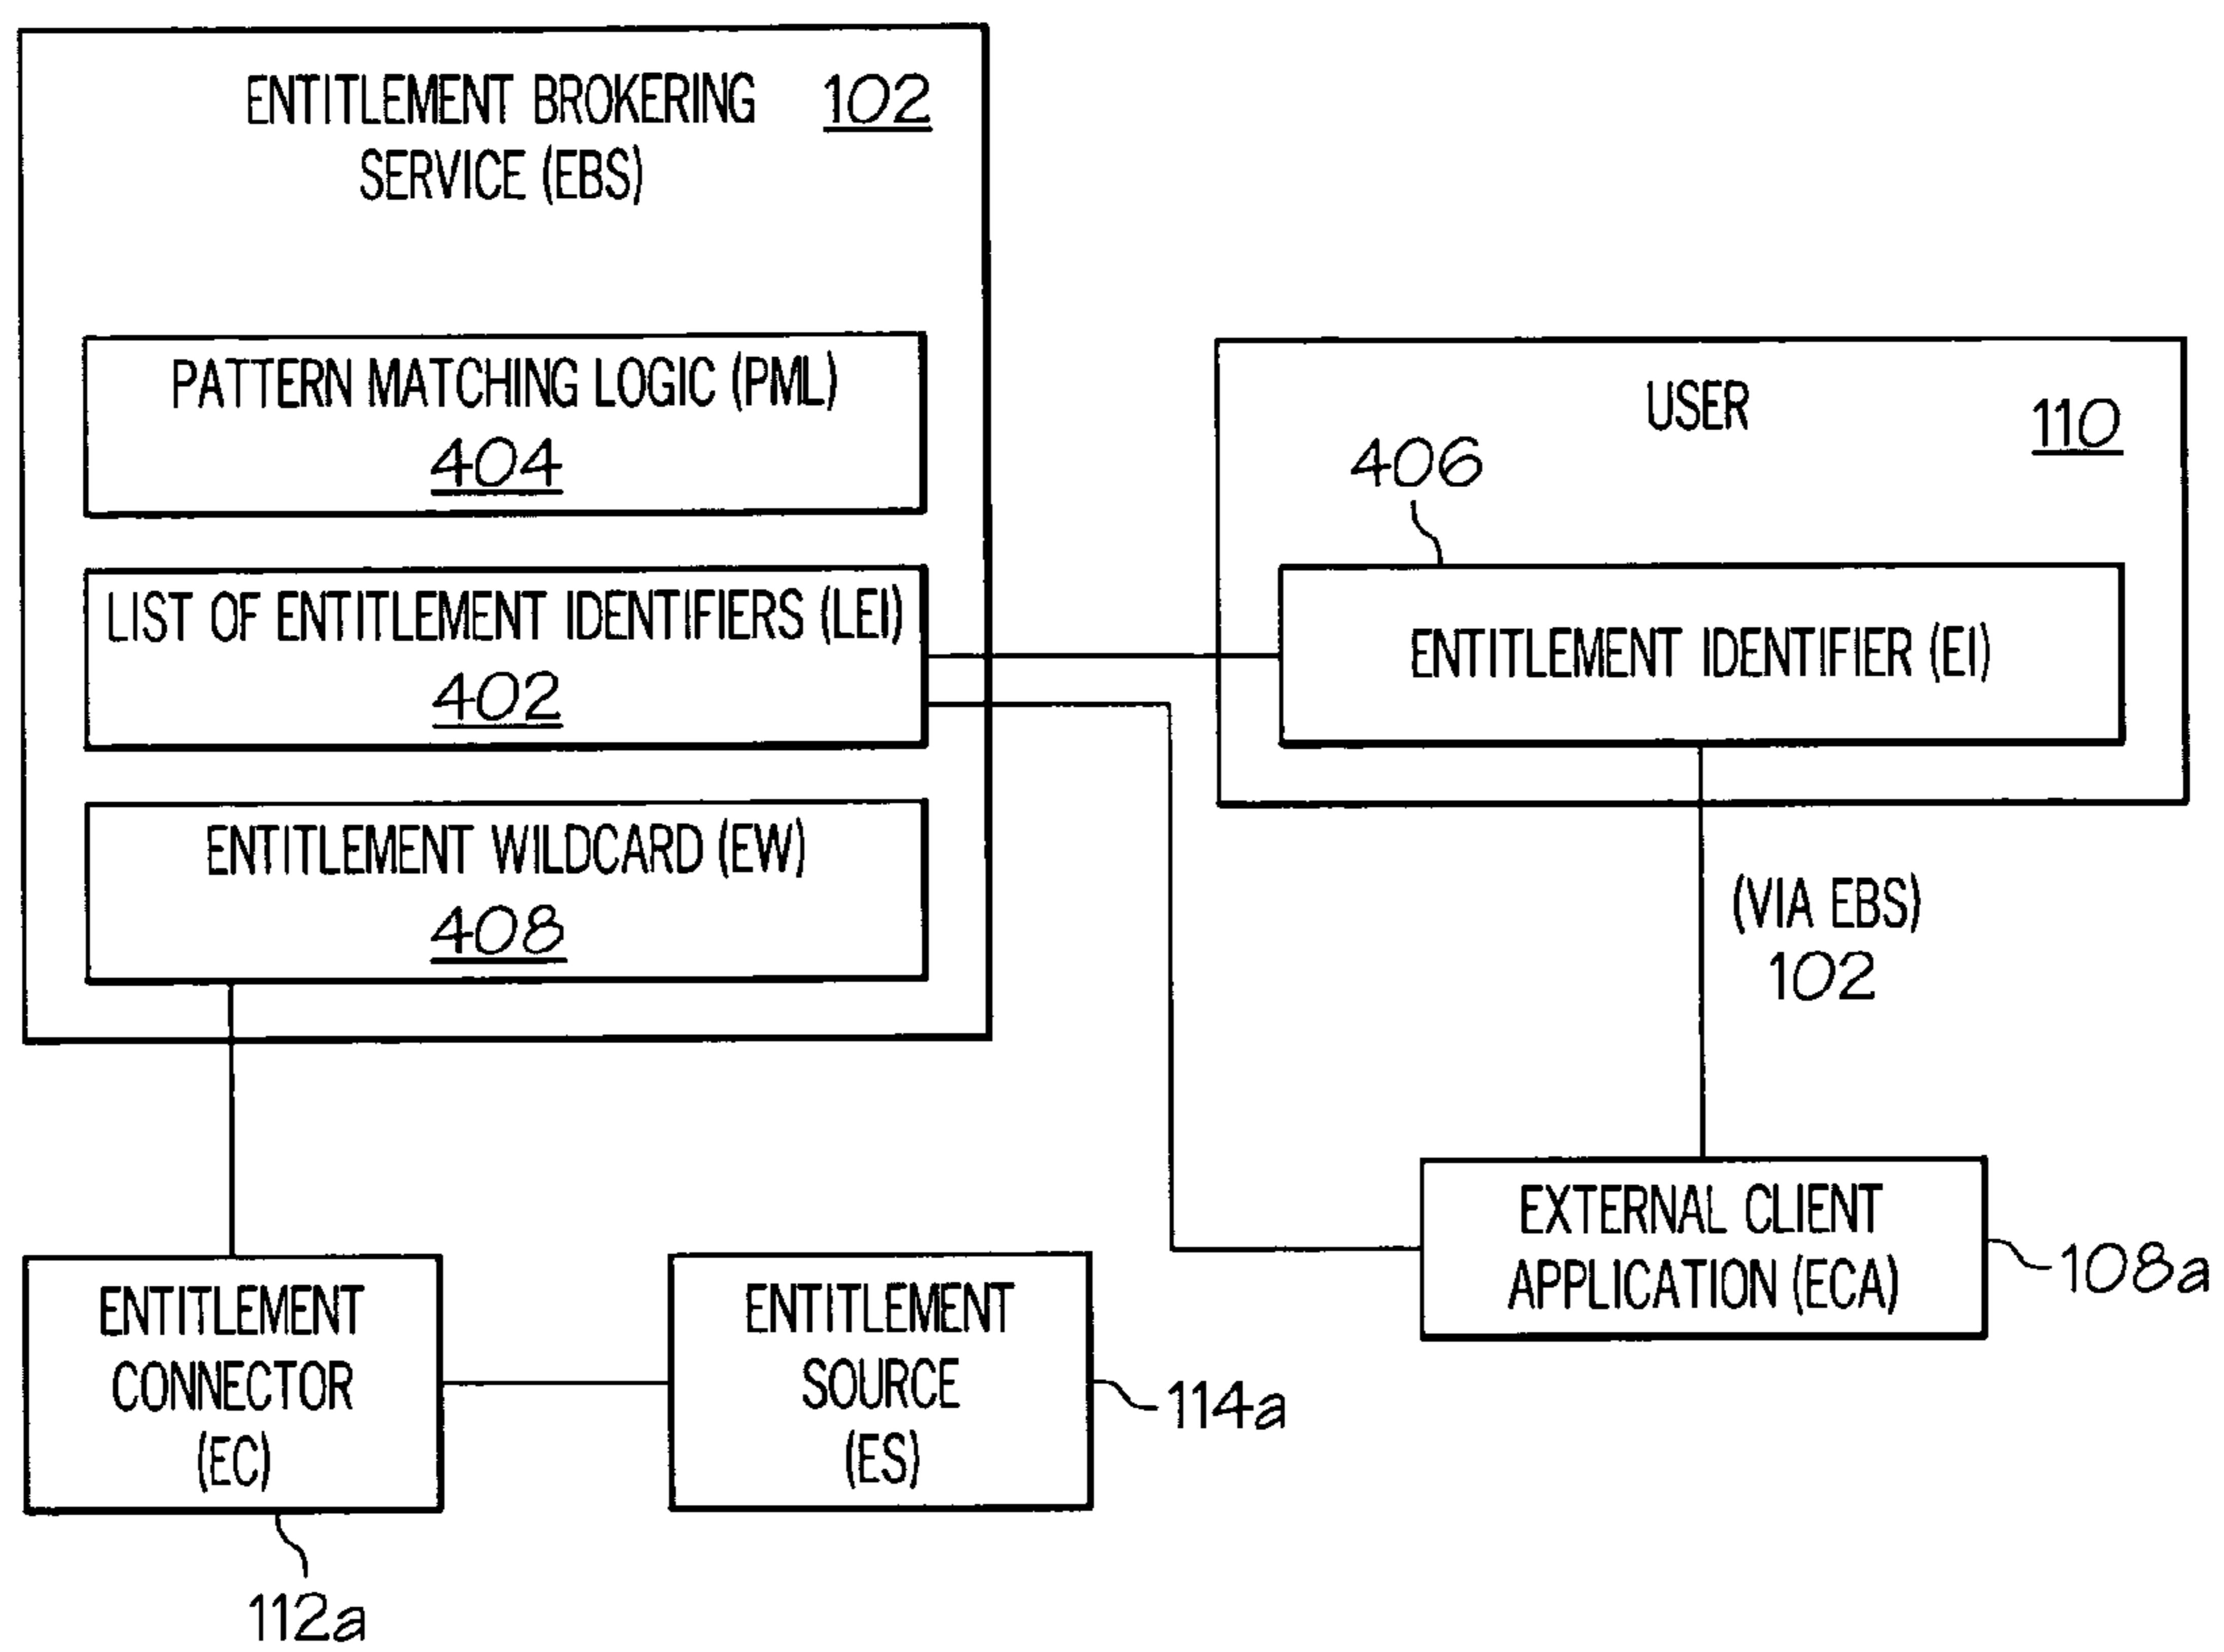 ENTITLEMENT BROKERING 102
SERVICE (EBS)
PATTERN MATCHING LOGIC (PML)
404
LIST OF ENTITLEMENT IDENTIFIERS (LEI)
402
ENTITLEMENT WILDCARD (EW)
408
USER 110
406
ENTITLEMENT IDENTIFIER (EI)
(VIA EBS)
102
EXTERNAL CLIENT
APPLICATION (ECA)
108a
ENTITLEMENT
CONNECTOR
(EC)
112a
ENTITLEMENT
SOURCE
(ES)
114a